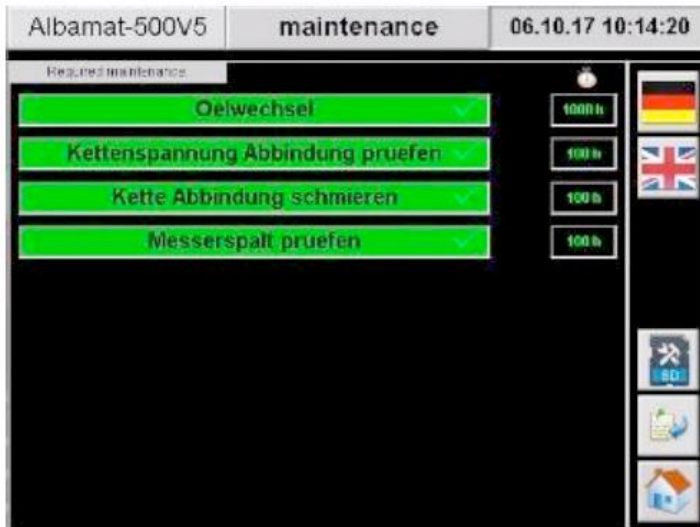 Albamat-500V5
maintenance
06.10.17 10:14:20
Required maintenance
Oelwechsel
1000 h
Kettenspannung Abbindung pruefen
100 h
Kette Abbindung schmieren
100 h
Messerspalt pruefen
100 h
SD